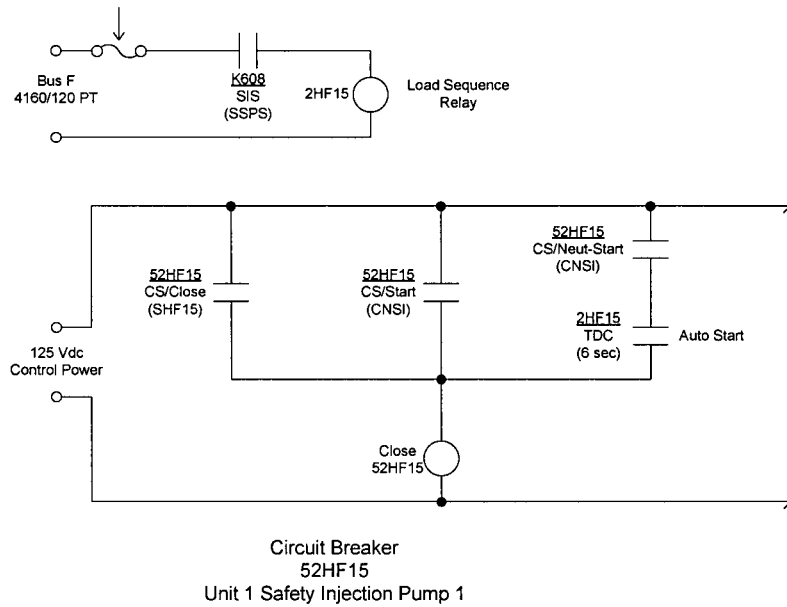 Bus F
4160/120 PT
K608
SIS
(SSPS)
2HF15
Load Sequence
Relay
52HF15
CS/Close
(SHF15)
52HF15
CS/Start
(CNSI)
52HF15
CS/Neut-Start
(CNSI)
2HF15
TDC
(6 sec)
Auto Start
125 Vdc
Control Power
Close
52HF15
Circuit Breaker
52HF15
Unit 1 Safety Injection Pump 1